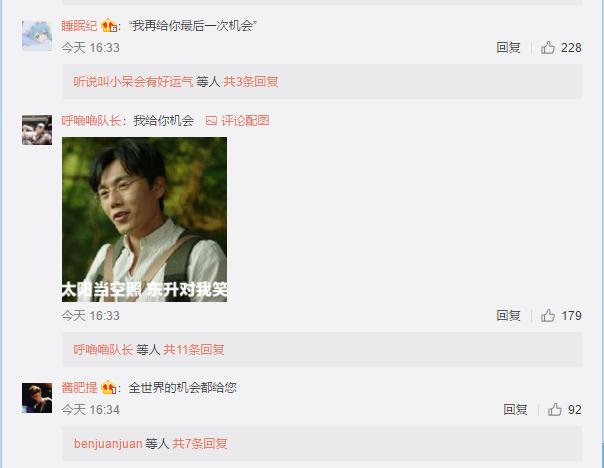 睡眠纪：“我再给你最后一次机会”
今天 16:33 回复 228
听说叫小呆会有好运气 等人 共3条回复
呼噜噜队长：我给你机会 评论配图
太阳当空照 东升对我笑
今天 16:33 回复 179
呼噜噜队长 等人 共11条回复
酱肥提：全世界的机会都给您
今天 16:34 回复 92
benjuanjuan 等人 共7条回复